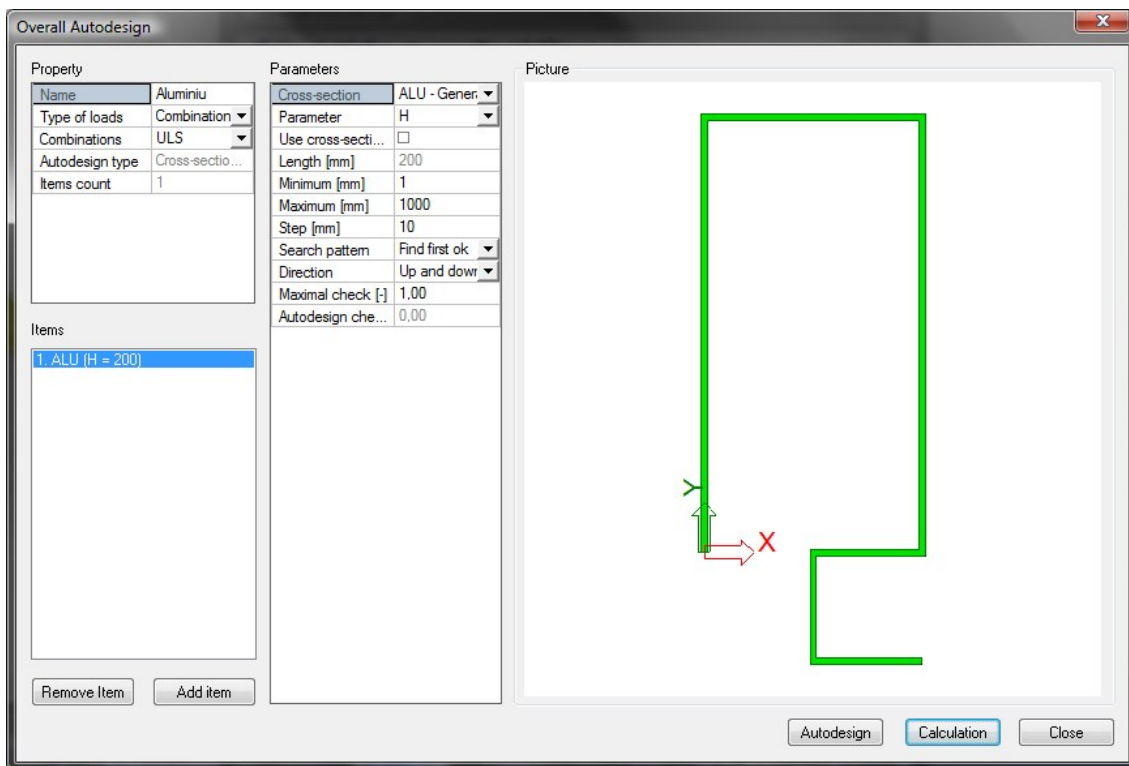 Overall Autodesign
Property
Name Aluminiu
Type of loads Combination
Combinations ULS
Autodesign type Cross-sectio...
Items count 1
Items
1. ALU (H = 200)
Remove Item Add item
Parameters
Cross-section ALU - Genera
Parameter H
Use cross-secti...
Length [mm] 200
Minimum [mm] 1
Maximum [mm] 1000
Step [mm] 10
Search pattern Find first ok
Direction Up and down
Maximal check [-] 1,00
Autodesign che... 0,00
Picture
Y
X
Autodesign Calculation Close